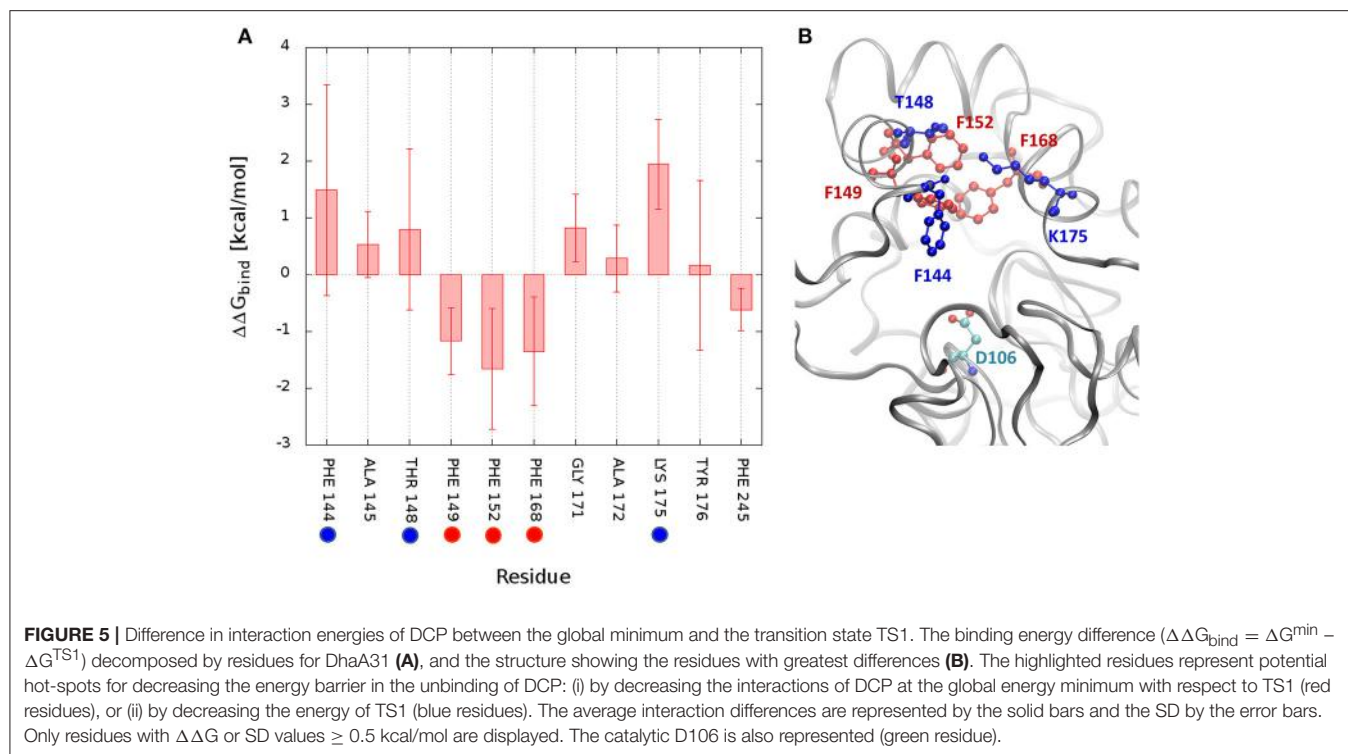 A
4
3
2
1
0
-1
-2
-3
ΔΔG_bind [kcal/mol]
PHE 144
ALA 145
THR 148
PHE 149
PHE 152
PHE 168
GLY 171
ALA 172
LYS 175
TYR 176
PHE 245
Residue
B
T148
F152
F168
F149
K175
F144
D106
FIGURE 5 | Difference in interaction energies of DCP between the global minimum and the transition state TS1. The binding energy difference (ΔΔG_bind = ΔG^min –
ΔG^TS1) decomposed by residues for DhaA31 (A), and the structure showing the residues with greatest differences (B). The highlighted residues represent potential
hot-spots for decreasing the energy barrier in the unbinding of DCP: (i) by decreasing the interactions of DCP at the global energy minimum with respect to TS1 (red
residues), or (ii) by decreasing the energy of TS1 (blue residues). The average interaction differences are represented by the solid bars and the SD by the error bars.
Only residues with ΔΔG or SD values ≥ 0.5 kcal/mol are displayed. The catalytic D106 is also represented (green residue).